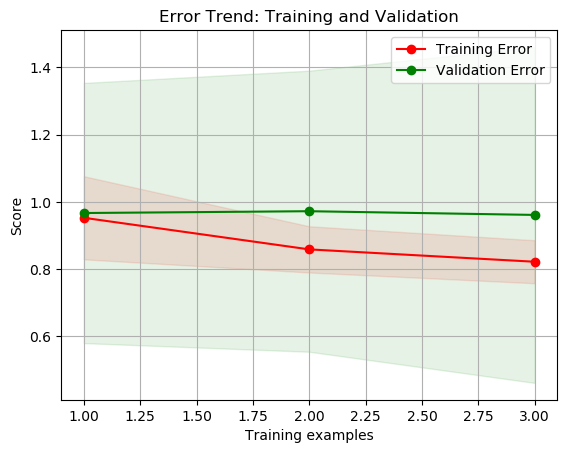 Error Trend: Training and Validation
Training Error
Validation Error
Score
1.4
1.2
1.0
0.8
0.6
1.00 1.25 1.50 1.75 2.00 2.25 2.50 2.75 3.00
Training examples